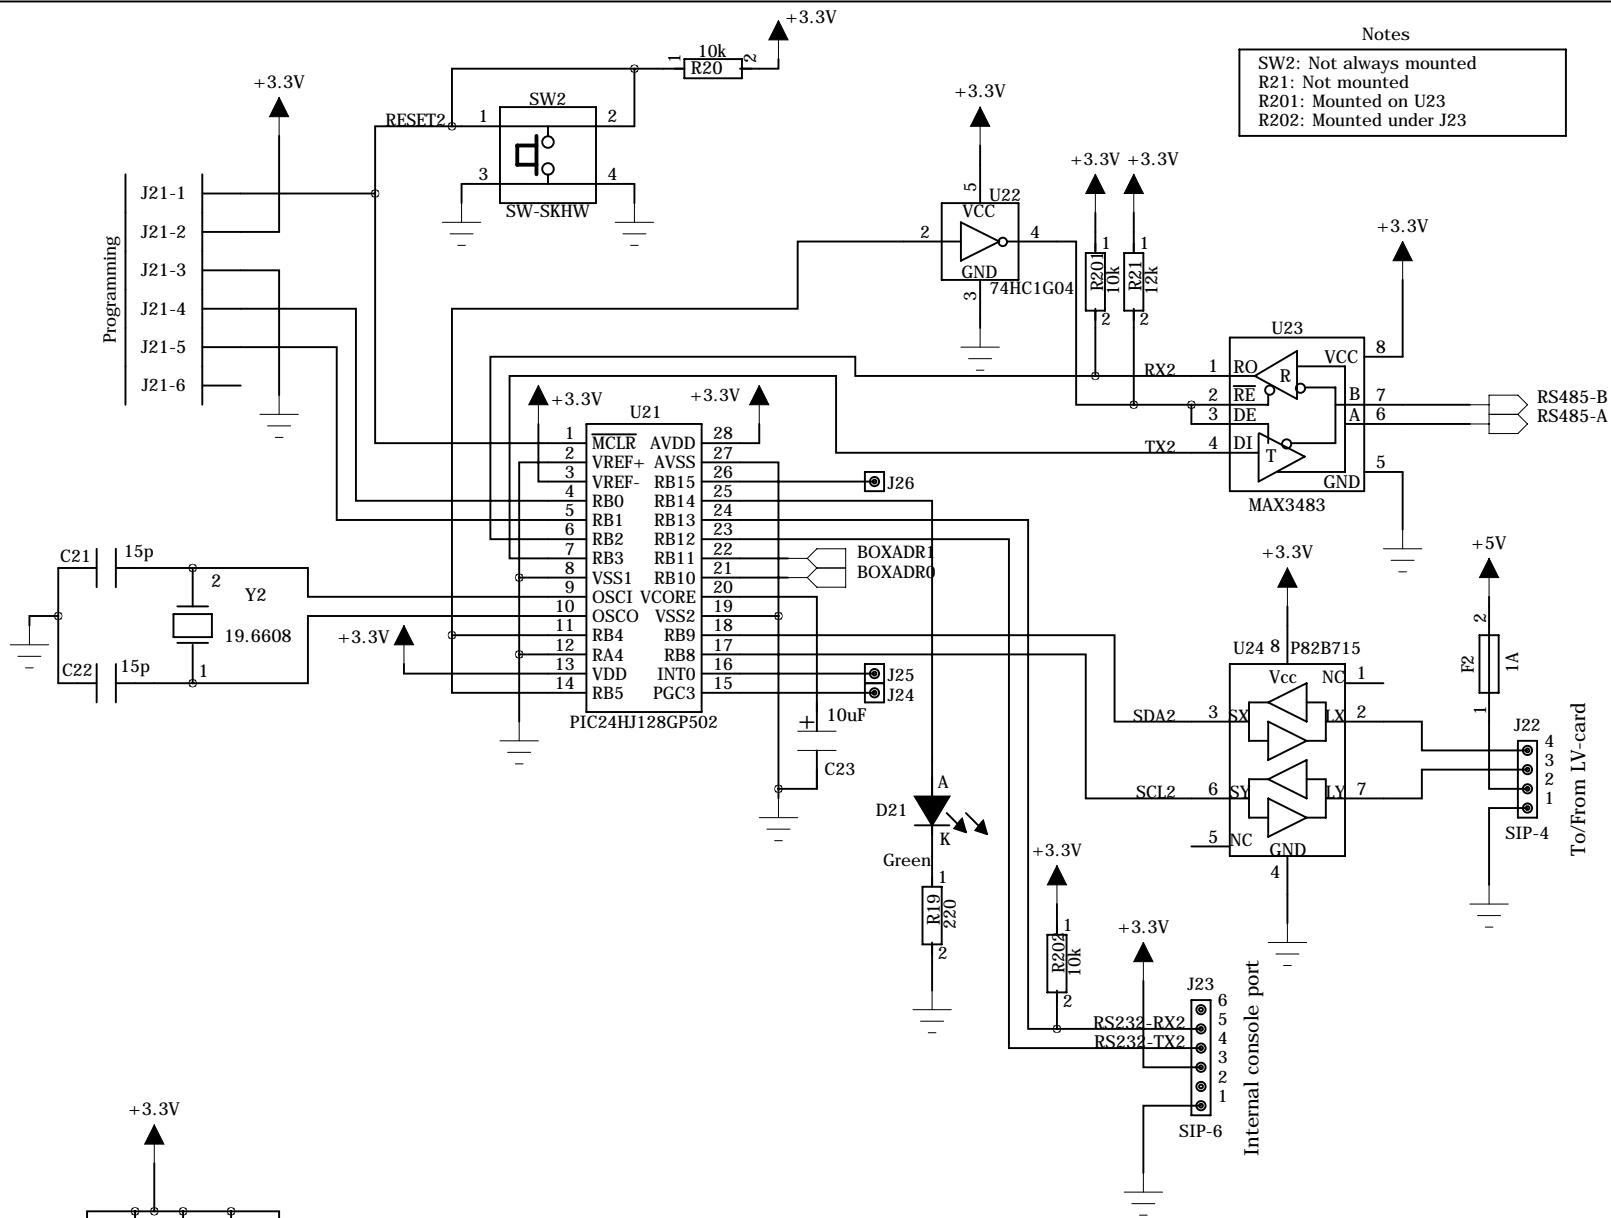 Notes
SW2: Not always mounted
R21: Not mounted
R201: Mounted on U23
R202: Mounted under J23
+3.3V
1 10k 2
R20
+3.3V
SW2
RESET2 1 2
3 4
SW-SKHW
Programming
J21-1
J21-2
J21-3
J21-4
J21-5
J21-6
+3.3V
5 U22
VCC
2 4
GND
3 74HC1G04
+3.3V +3.3V
1 1
R201 10k R21 12k
2 2
+3.3V
U23
VCC 8
RX2 1 RO R
2 RE B 7 RS485-B
3 DE A 6 RS485-A
TX2 4 DI T 5
GND
MAX3483
+3.3V +3.3V
U21
1 MCLR AVDD 28
2 VREF+ AVSS 27
3 VREF- RB15 26 J26
4 RB0 RB14 25
5 RB1 RB13 24
6 RB2 RB12 23
7 RB3 RB11 22 BOXADR1
8 VSS1 RB10 21 BOXADR0
9 OSCI VCORE 20
10 OSCO VSS2 19
11 RB4 RB9 18
12 RA4 RB8 17
13 VDD INT0 16 J25
14 RB5 PGC3 15 J24
PIC24HJ128GP502
+3.3V
C21 15p
2 Y2
19.6608
1
C22 15p
+ 10uF
C23
A
D21
K
Green
1
R19 220
2
+3.3V
U24 8 P82B715
Vcc NC 1
SDA2 3 SX LX 2
SCL2 6 SY LY 7
5 NC
GND
4
+5V
2
F2 1A
1
J22
4
3
2
1
SIP-4
To/From LV-card
+3.3V
1
R202 10k
2
+3.3V
J23
6
RS232-RX2 5
RS232-TX2 4
3
2
1
SIP-6
Internal console port
+3.3V